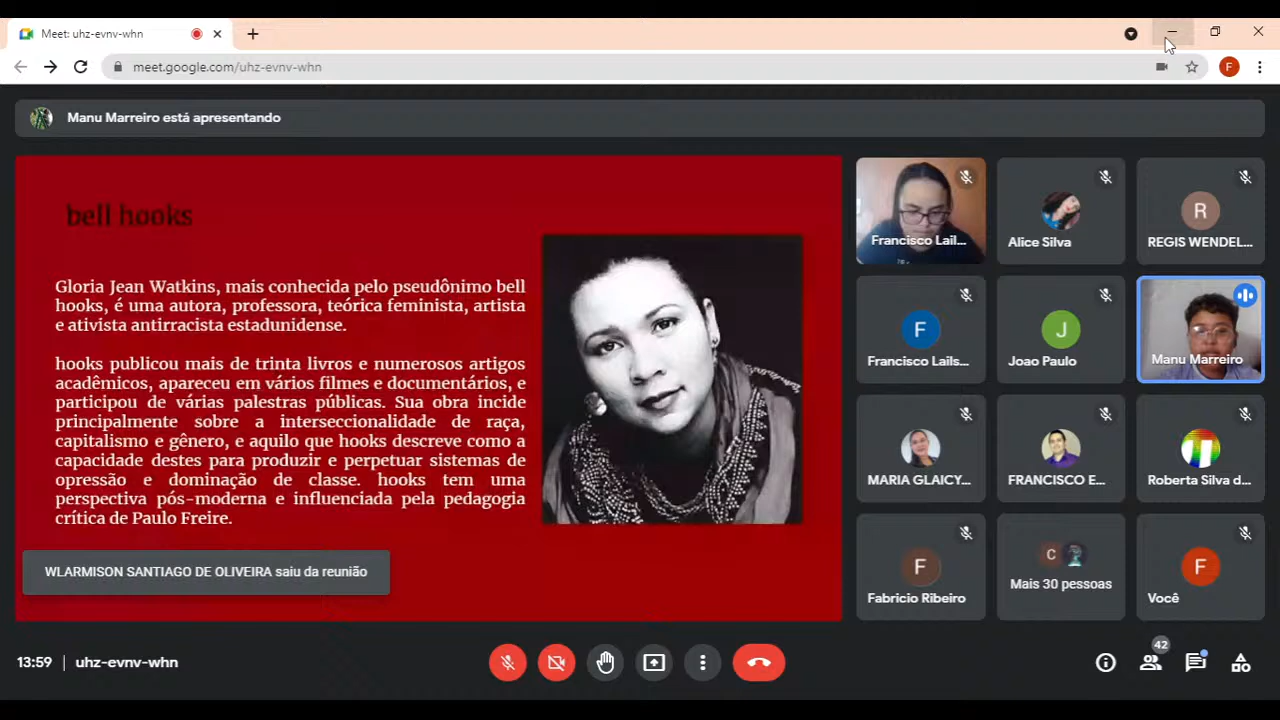 Meet: uhz-evnv-whn
meet.google.com/uhz-evnv-whn
F
Manu Marreiro está apresentando
bell hooks
Gloria Jean Watkins, mais conhecida pelo pseudônimo bell
hooks, é uma autora, professora, teórica feminista, artista
e ativista antirracista estadunidense.
hooks publicou mais de trinta livros e numerosos artigos
acadêmicos, apareceu em vários filmes e documentários, e
participou de várias palestras públicas. Sua obra incide
principalmente sobre a interseccionalidade de raça,
capitalismo e gênero, e aquilo que hooks descreve como a
capacidade destes para produzir e perpetuar sistemas de
opressão e dominação de classe. hooks tem uma
perspectiva pós-moderna e influenciada pela pedagogia
crítica de Paulo Freire.
WLARMISON SANTIAGO DE OLIVEIRA saiu da reunião
Francisco Lail...
Alice Silva
R
REGIS WENDEL...
F
Francisco Lails...
J
Joao Paulo
Manu Marreiro
MARIA GLAICY...
FRANCISCO E...
Roberta Silva d...
F
Fabricio Ribeiro
C
Mais 30 pessoas
F
Você
13:59
uhz-evnv-whn
42